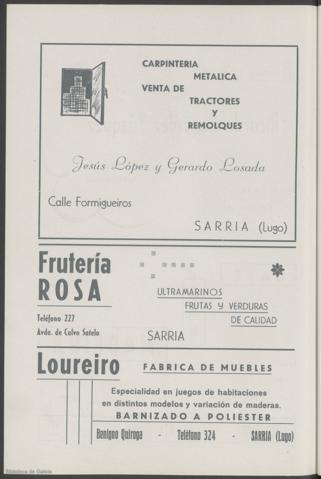 CARPINTERIA
METALICA
VENTA DE
TRACTORES
Y
REMOLQUES
Jesús López y Gerardo Losada
Calle Formigueiros
SARRIA (Lugo)
Frutería
ROSA
Teléfono 227
Avda. de Calvo Sotelo
ULTRAMARINOS
FRUTAS Y VERDURAS
DE CALIDAD
SARRIA
Loureiro
FABRICA DE MUEBLES
Especialidad en juegos de habitaciones
en distintos modelos y variación de maderas.
BARNIZADO A POLIESTER
Benigno Quiroga - Teléfono 324 - SARRIA (Lugo)
Biblioteca de Galicia